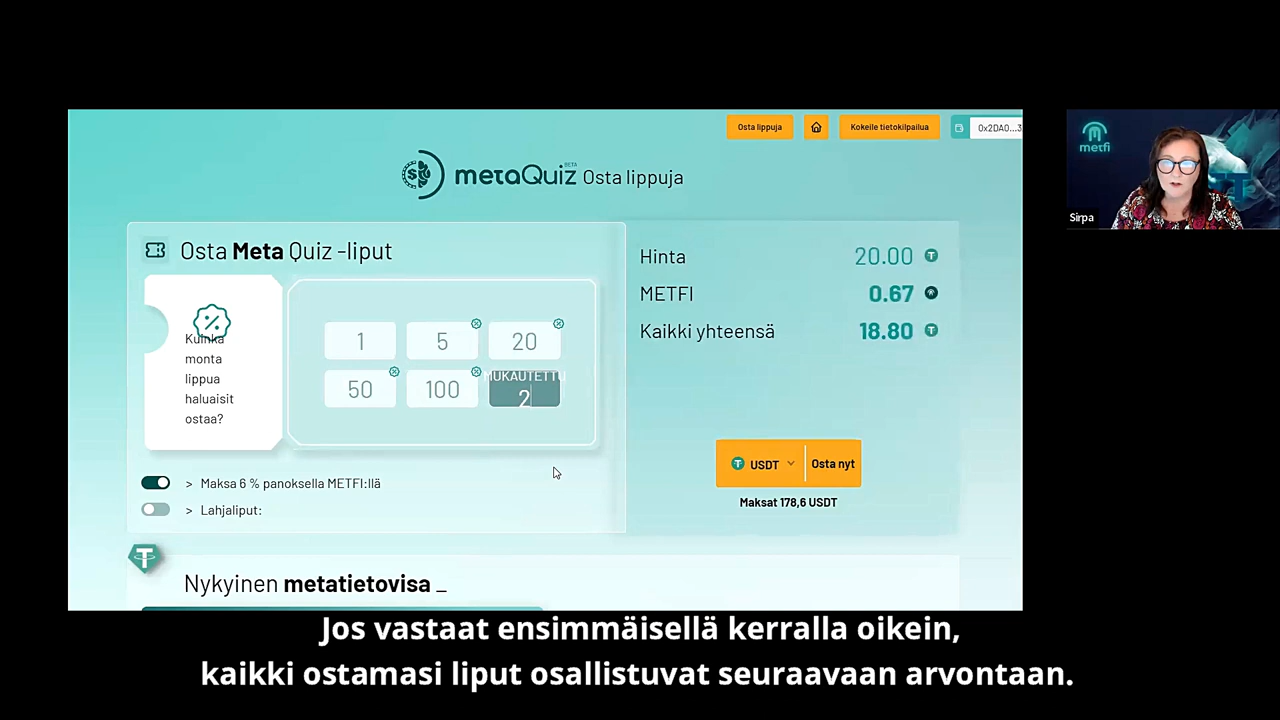 Osta lippuja
Kokeile tietokilpailua
0x2DA0...3
metaQuiz BETA Osta lippuja
metfi
Sirpa
Osta Meta Quiz -liput
Kuinka
monta
lippua
haluaisit
ostaa?
1 5 20
50 100 MUKAUTETTU
2
Hinta 20.00
METFI 0.67
Kaikki yhteensä 18.80
USDT Osta nyt
Maksat 178,6 USDT
> Maksa 6 % panoksella METFI:llä
> Lahjaliput:
Nykyinen metatietovisa _
Jos vastaat ensimmäisellä kerralla oikein,
kaikki ostamasi liput osallistuvat seuraavaan arvontaan.